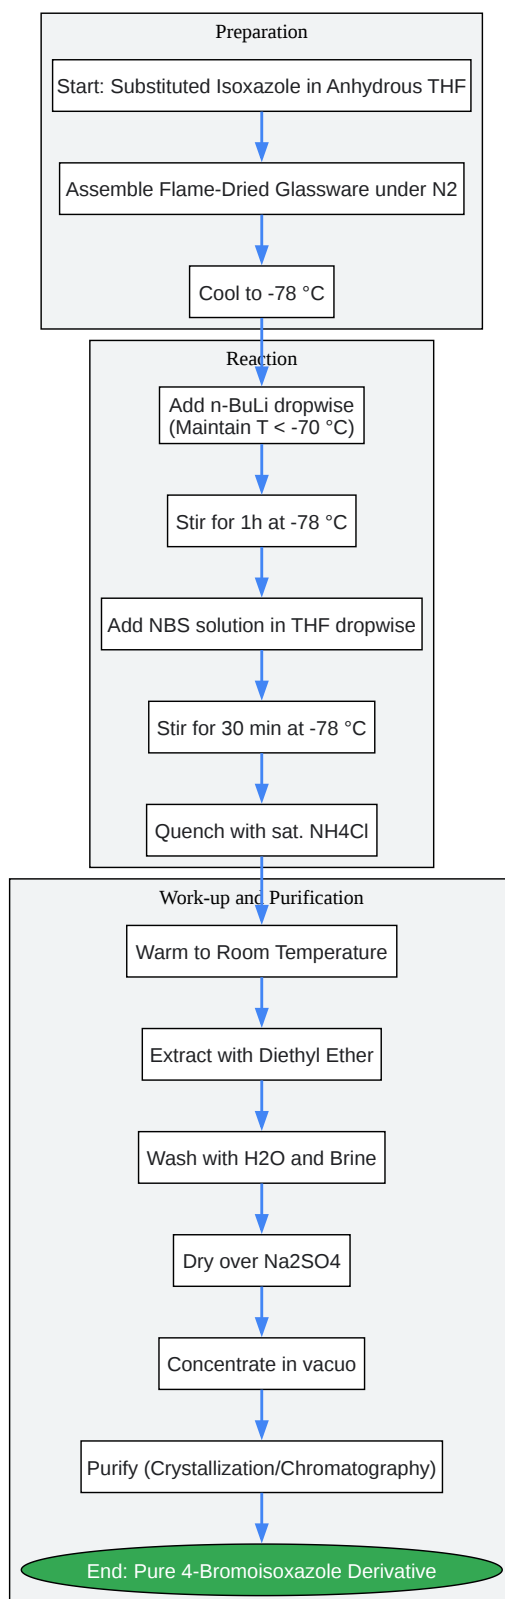 Preparation
Start: Substituted Isoxazole in Anhydrous THF
Assemble Flame-Dried Glassware under N2
Cool to -78 °C
Reaction
Add n-BuLi dropwise
(Maintain T < -70 °C)
Stir for 1h at -78 °C
Add NBS solution in THF dropwise
Stir for 30 min at -78 °C
Quench with sat. NH4Cl
Work-up and Purification
Warm to Room Temperature
Extract with Diethyl Ether
Wash with H2O and Brine
Dry over Na2SO4
Concentrate in vacuo
Purify (Crystallization/Chromatography)
End: Pure 4-Bromoisoxazole Derivative